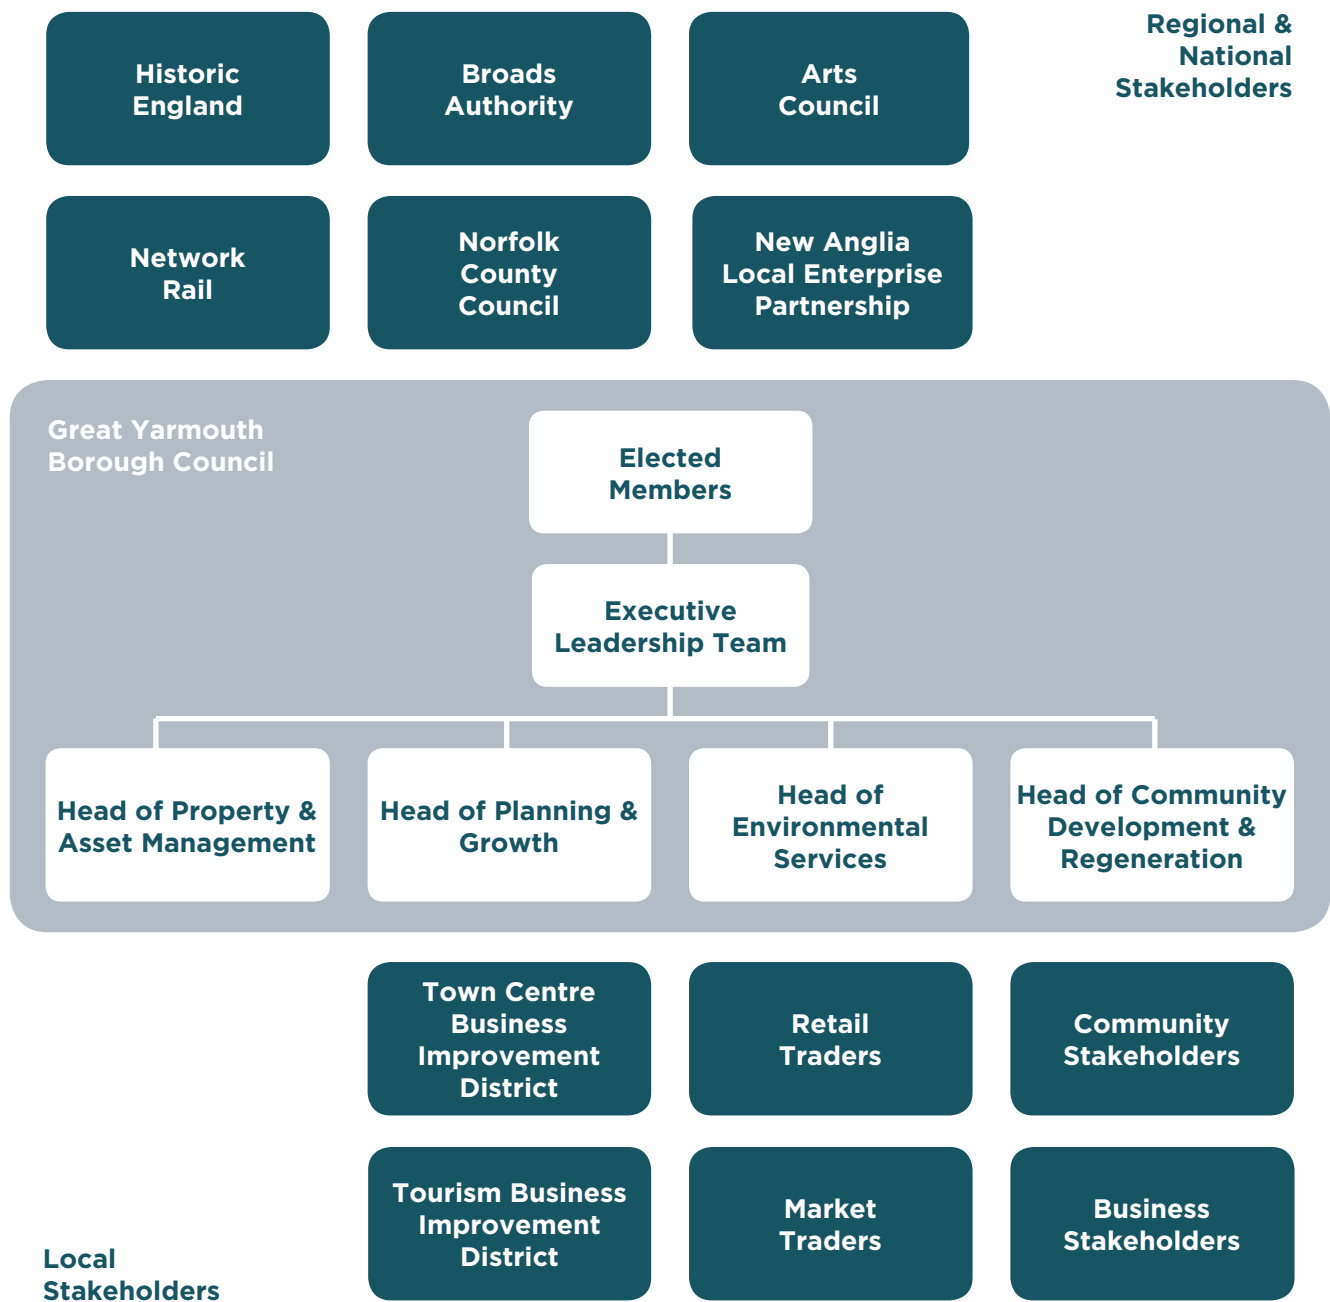 Regional &
National
Stakeholders
Historic
England
Broads
Authority
Arts
Council
Network
Rail
Norfolk
County
Council
New Anglia
Local Enterprise
Partnership
Great Yarmouth
Borough Council
Elected
Members
Executive
Leadership Team
Head of Property &
Asset Management
Head of Planning &
Growth
Head of
Environmental
Services
Head of Community
Development &
Regeneration
Town Centre
Business
Improvement
District
Retail
Traders
Community
Stakeholders
Tourism Business
Improvement
District
Market
Traders
Business
Stakeholders
Local
Stakeholders